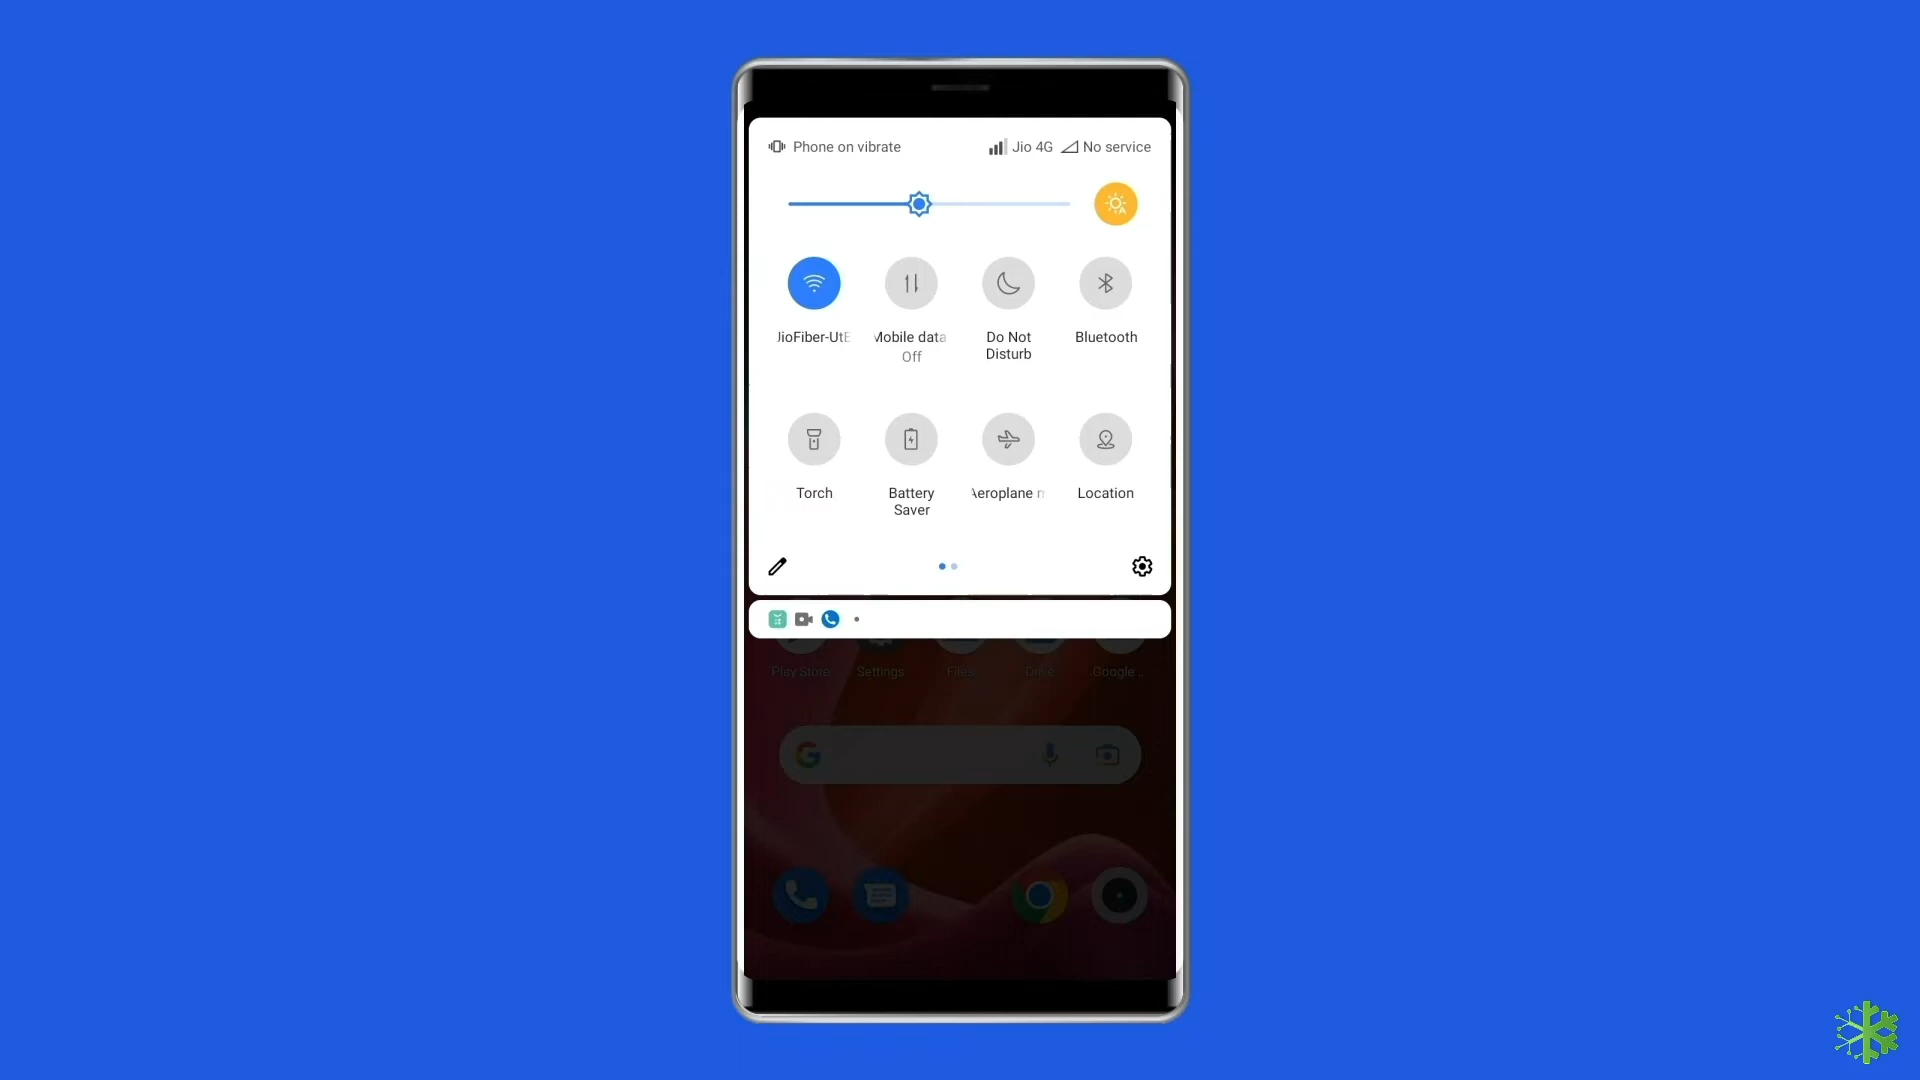 Phone on vibrate Jio 4G No service
JioFiber-UtE Mobile data Do Not Bluetooth
Off Disturb
Torch Battery Aeroplane m Location
Saver
Play Store Settings Files Drive Google ..